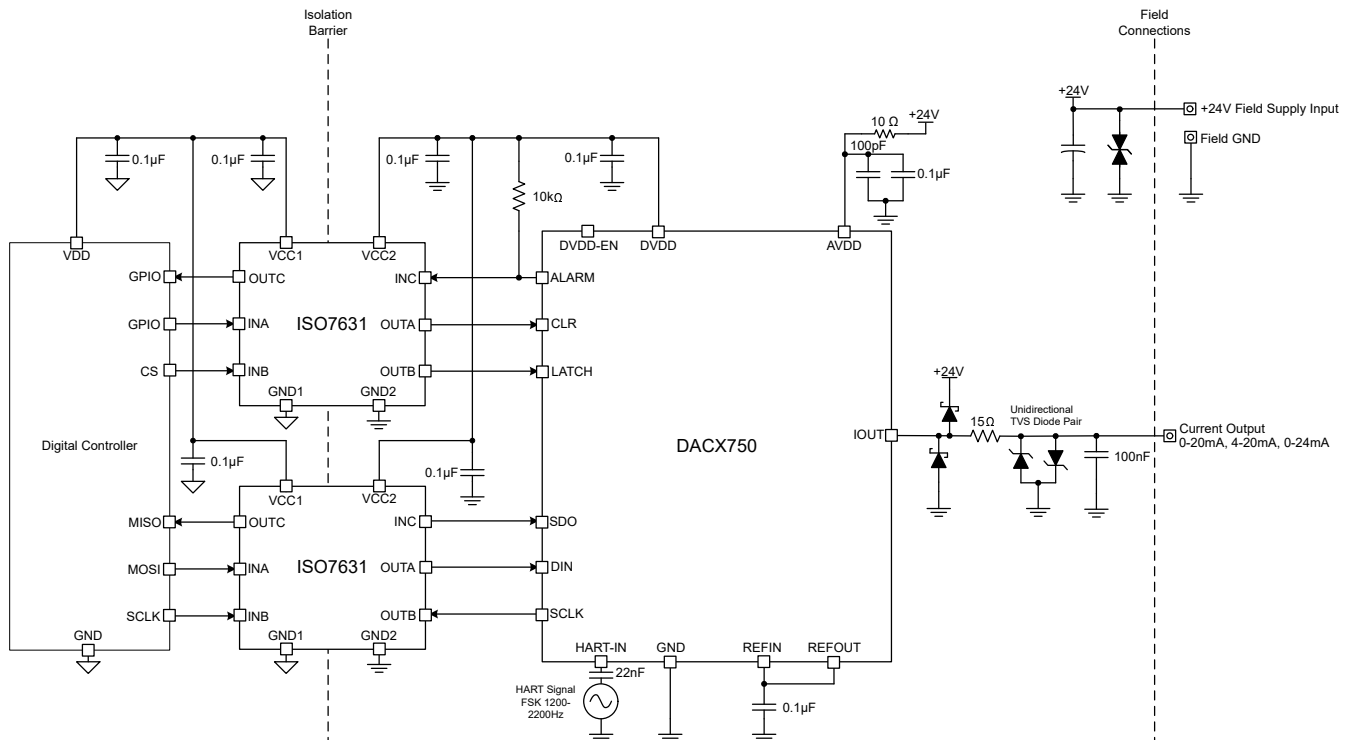 Isolation
Barrier
Field
Connections
+24V
+24V Field Supply Input
Field GND
10 Ω
+24V
100pF
0.1µF
0.1µF
0.1µF
0.1µF
0.1µF
10kΩ
VDD
VCC1
VCC2
DVDD-EN
DVDD
AVDD
GPIO
OUTC
INC
ALARM
GPIO
INA
ISO7631
OUTA
CLR
CS
INB
OUTB
LATCH
GND1
GND2
+24V
15Ω
Unidirectional
TVS Diode Pair
Digital Controller
DACX750
IOUT
Current Output
0-20mA, 4-20mA, 0-24mA
100nF
0.1µF
0.1µF
VCC1
VCC2
MISO
OUTC
INC
SDO
MOSI
INA
ISO7631
OUTA
DIN
SCLK
INB
OUTB
SCLK
GND
GND1
GND2
HART-IN
GND
REFIN
REFOUT
22nF
HART Signal
FSK 1200-
2200Hz
0.1µF